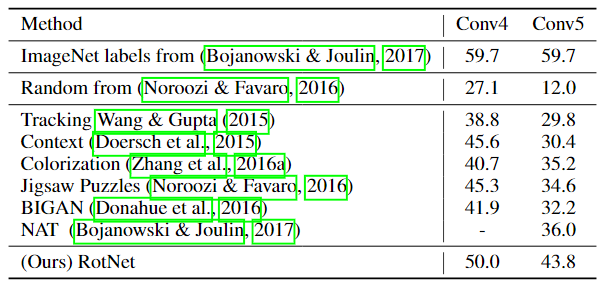 Method Conv4 Conv5
ImageNet labels from (Bojanowski & Joulin, 2017) 59.7 59.7
Random from (Noroozi & Favaro, 2016) 27.1 12.0
Tracking Wang & Gupta (2015) 38.8 29.8
Context (Doersch et al., 2015) 45.6 30.4
Colorization (Zhang et al., 2016a) 40.7 35.2
Jigsaw Puzzles (Noroozi & Favaro, 2016) 45.3 34.6
BIGAN (Donahue et al., 2016) 41.9 32.2
NAT (Bojanowski & Joulin, 2017) - 36.0
(Ours) RotNet 50.0 43.8